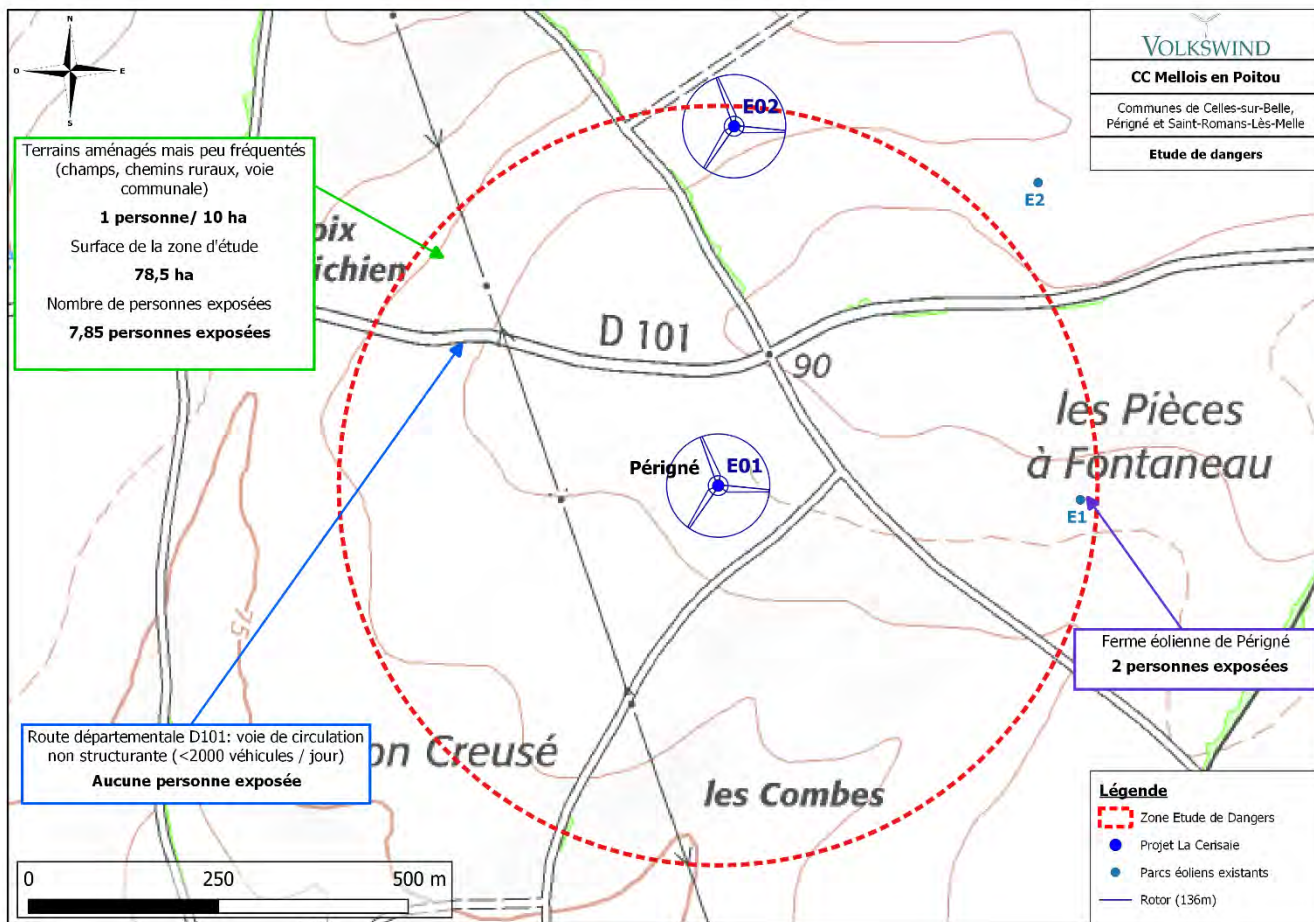 N
O
E
S
VOLKSWIND
CC Mellois en Poitou
Communes de Celles-sur-Belle,
Périgné et Saint-Romans-Lès-Melle
Etude de dangers
E02
E2
Terrains aménagés mais peu fréquentés
(champs, chemins ruraux, voie
communale)
1 personne/ 10 ha
Surface de la zone d'étude
78,5 ha
Nombre de personnes exposées
7,85 personnes exposées
oix
ichien
D 101
90
les Pièces
à Fontaneau
Périgné
E01
E1
75
Ferme éolienne de Périgné
2 personnes exposées
Route départementale D101: voie de circulation
non structurante (<2000 véhicules / jour)
Aucune personne exposée
on Creusé
les Combes
Légende
Zone Etude de Dangers
Projet La Cerisaie
Parcs éoliens existants
Rotor (136m)
0
250
500 m